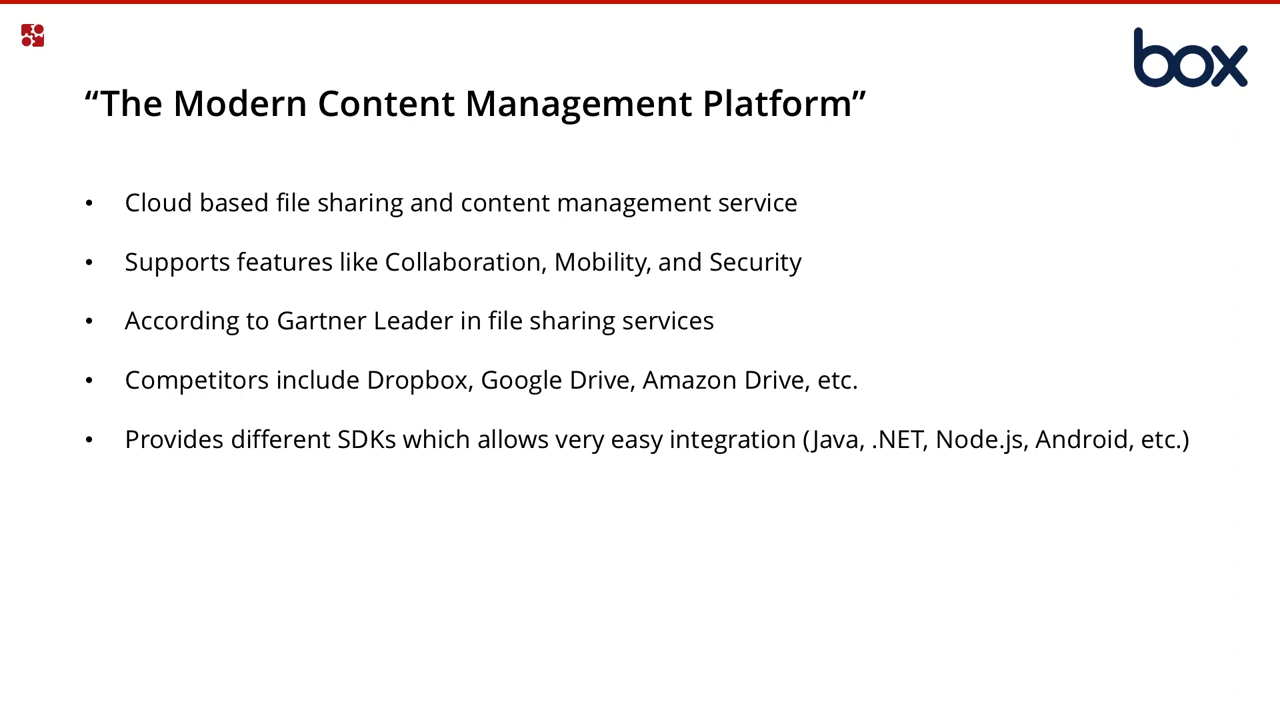 box
“The Modern Content Management Platform”
• Cloud based file sharing and content management service
• Supports features like Collaboration, Mobility, and Security
• According to Gartner Leader in file sharing services
• Competitors include Dropbox, Google Drive, Amazon Drive, etc.
• Provides different SDKs which allows very easy integration (Java, .NET, Node.js, Android, etc.)